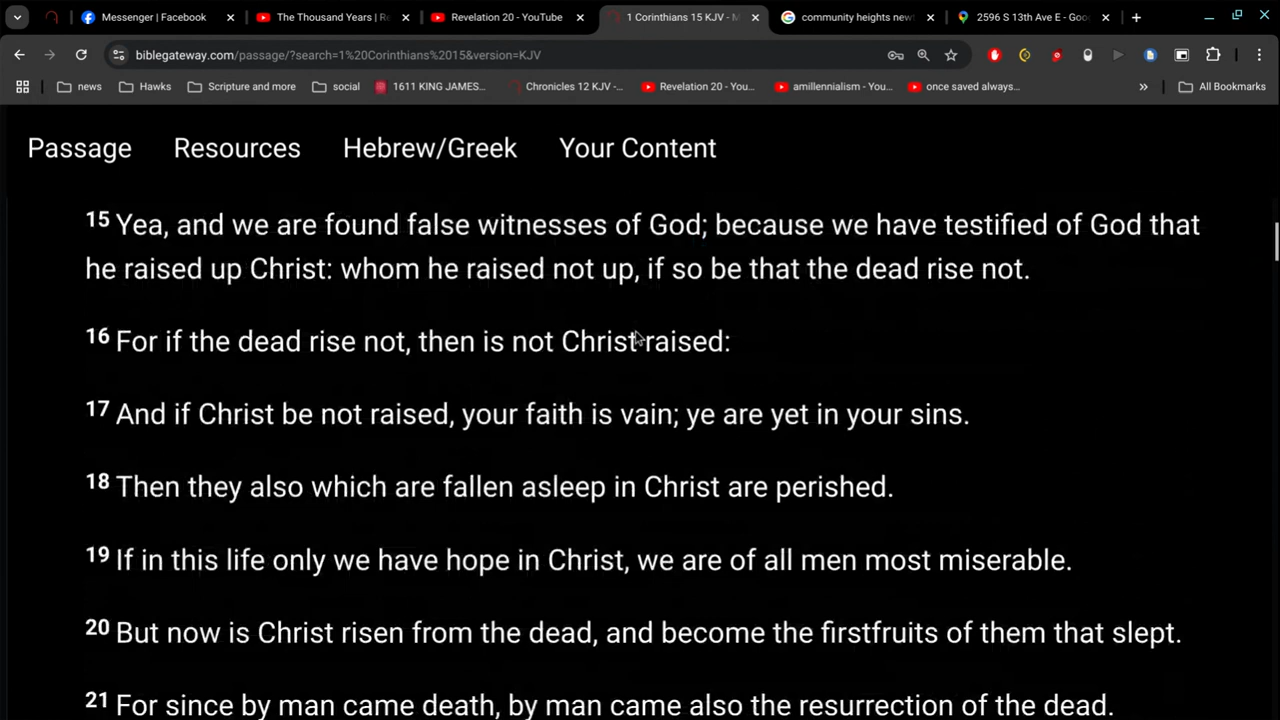 Messenger | Facebook
The Thousand Years | R
Revelation 20 - YouTube
1 Corinthians 15 KJV - M
community heights new
2596 S 13th Ave E - Goo
biblegateway.com/passage/?search=1%20Corinthians%2015&version=KJV
news
Hawks
Scripture and more
social
1611 KING JAMES...
Chronicles 12 KJV -...
Revelation 20 - You...
amillennialism - You...
once saved always...
All Bookmarks
Passage
Resources
Hebrew/Greek
Your Content
15 Yea, and we are found false witnesses of God; because we have testified of God that
he raised up Christ: whom he raised not up, if so be that the dead rise not.
16 For if the dead rise not, then is not Christ raised:
17 And if Christ be not raised, your faith is vain; ye are yet in your sins.
18 Then they also which are fallen asleep in Christ are perished.
19 If in this life only we have hope in Christ, we are of all men most miserable.
20 But now is Christ risen from the dead, and become the firstfruits of them that slept.
21 For since by man came death, by man came also the resurrection of the dead.